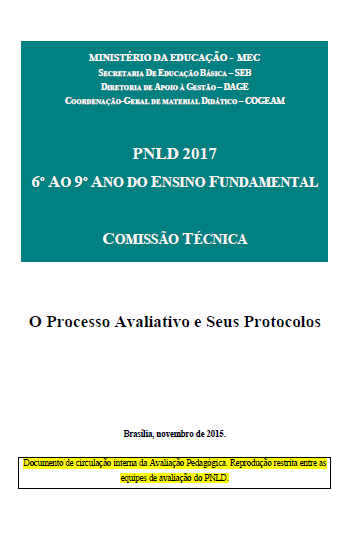 MINISTÉRIO DA EDUCAÇÃO - MEC
SECRETARIA DE EDUCAÇÃO BÁSICA – SEB
DIRETORIA DE APOIO À GESTÃO – DAGE
COORDENAÇÃO-GERAL DE MATERIAL DIDÁTICO – COGEAM
PNLD 2017
6º AO 9º ANO DO ENSINO FUNDAMENTAL
COMISSÃO TÉCNICA
O Processo Avaliativo e Seus Protocolos
Brasília, novembro de 2015.
Documento de circulação interna da Avaliação Pedagógica. Reprodução restrita entre as
equipes de avaliação do PNLD.